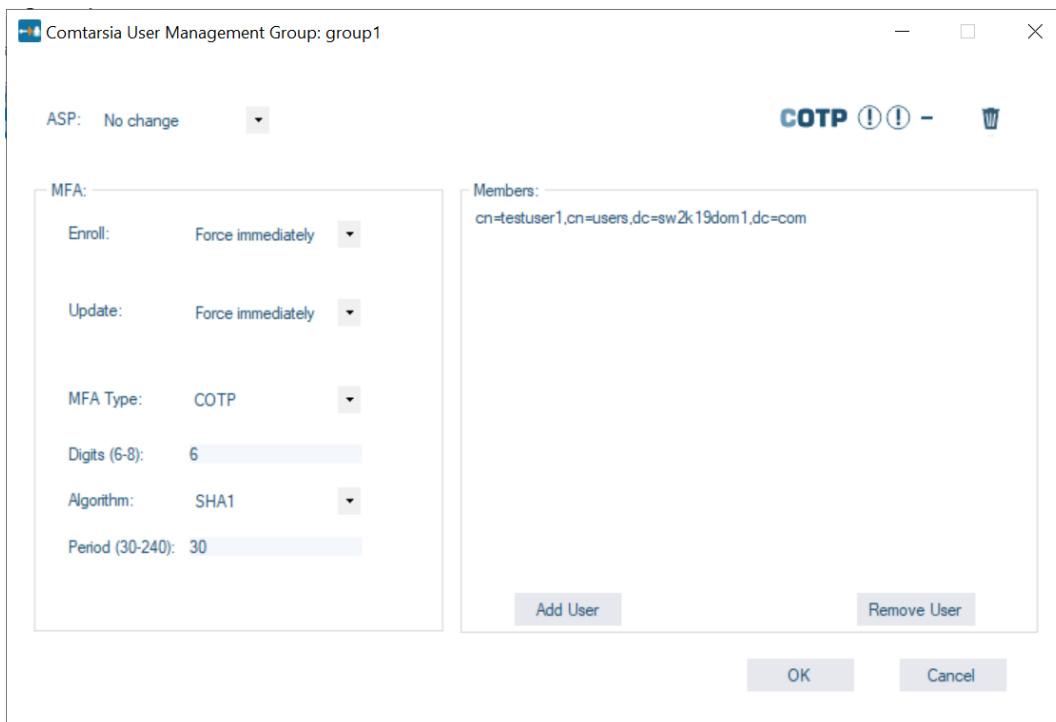 Comtarsia User Management Group: group1
ASP: No change
COTP
MFA:
Enroll: Force immediately
Update: Force immediately
MFA Type: COTP
Digits (6-8): 6
Algorithm: SHA1
Period (30-240): 30
Members:
cn=testuser1,cn=users,dc=sw2k19dom1,dc=com
Add User
Remove User
OK
Cancel